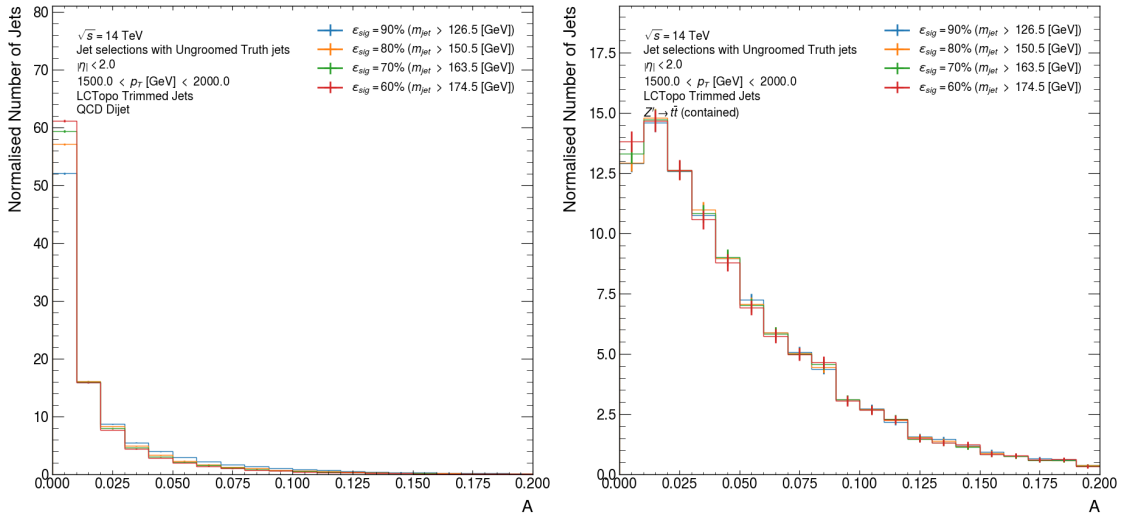 Normalised Number of Jets
80
70
60
50
40
30
20
10
0
√s = 14 TeV
Jet selections with Ungroomed Truth jets
|η| < 2.0
1500.0 < p_T [GeV] < 2000.0
LCTopo Trimmed Jets
QCD Dijet
ε_sig = 90% ( m_jet > 126.5 [GeV])
ε_sig = 80% ( m_jet > 150.5 [GeV])
ε_sig = 70% ( m_jet > 163.5 [GeV])
ε_sig = 60% ( m_jet > 174.5 [GeV])
0.000 0.025 0.050 0.075 0.100 0.125 0.150 0.175 0.200
A
Normalised Number of Jets
17.5
15.0
12.5
10.0
7.5
5.0
2.5
0.0
√s = 14 TeV
Jet selections with Ungroomed Truth jets
|η| < 2.0
1500.0 < p_T [GeV] < 2000.0
LCTopo Trimmed Jets
Z' → tt̄ (contained)
ε_sig = 90% ( m_jet > 126.5 [GeV])
ε_sig = 80% ( m_jet > 150.5 [GeV])
ε_sig = 70% ( m_jet > 163.5 [GeV])
ε_sig = 60% ( m_jet > 174.5 [GeV])
0.000 0.025 0.050 0.075 0.100 0.125 0.150 0.175 0.200
A